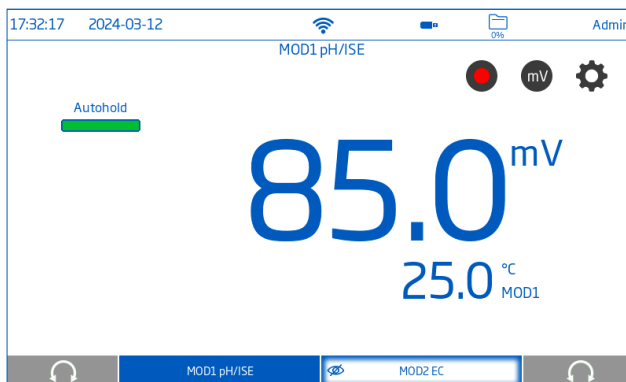 17:32:17 2024-03-12 0% Admin
MOD1 pH/ISE
mV
Autohold
85.0 mV
25.0 °C
MOD1
MOD1 pH/ISE MOD2 EC